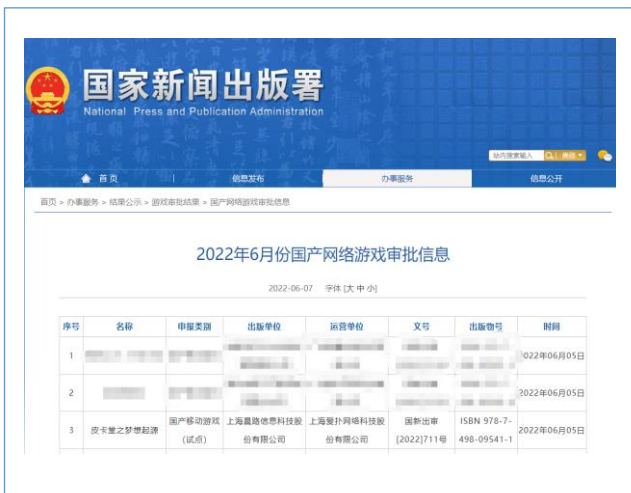 国家新闻出版署
National Press and Publication Administration
站内搜索输入
首页
信息发布
办事服务
信息公开
首页 > 办事服务 > 结果公示 > 游戏审批结果 > 国产网络游戏审批信息
2022年6月份国产网络游戏审批信息
2022-06-07 字体 [大 中 小]
序号 名称 申报类别 出版单位 运营单位 文号 出版物号 时间
1 2022年06月05日
2 2022年06月05日
3 皮卡堂之梦想起源 国产移动游戏 上海晨路信息科技股 上海爱扑网络科技股 国新出审 ISBN 978-7- 2022年06月05日
(试点) 份有限公司 份有限公司 [2022]711号 498-09541-1